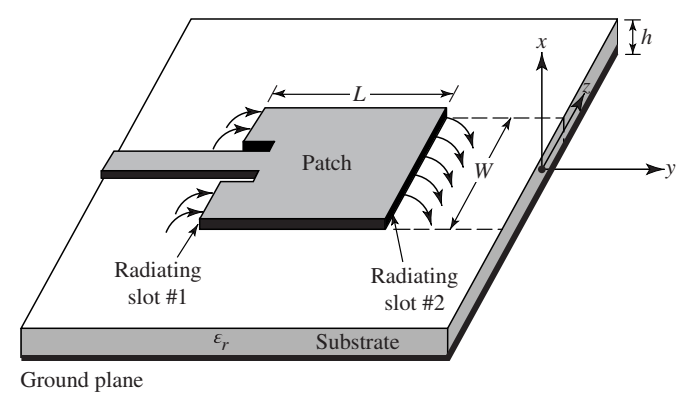 x
h
z
L
Patch
W
y
Radiating
slot #1
Radiating
slot #2
εr
Substrate
Ground plane